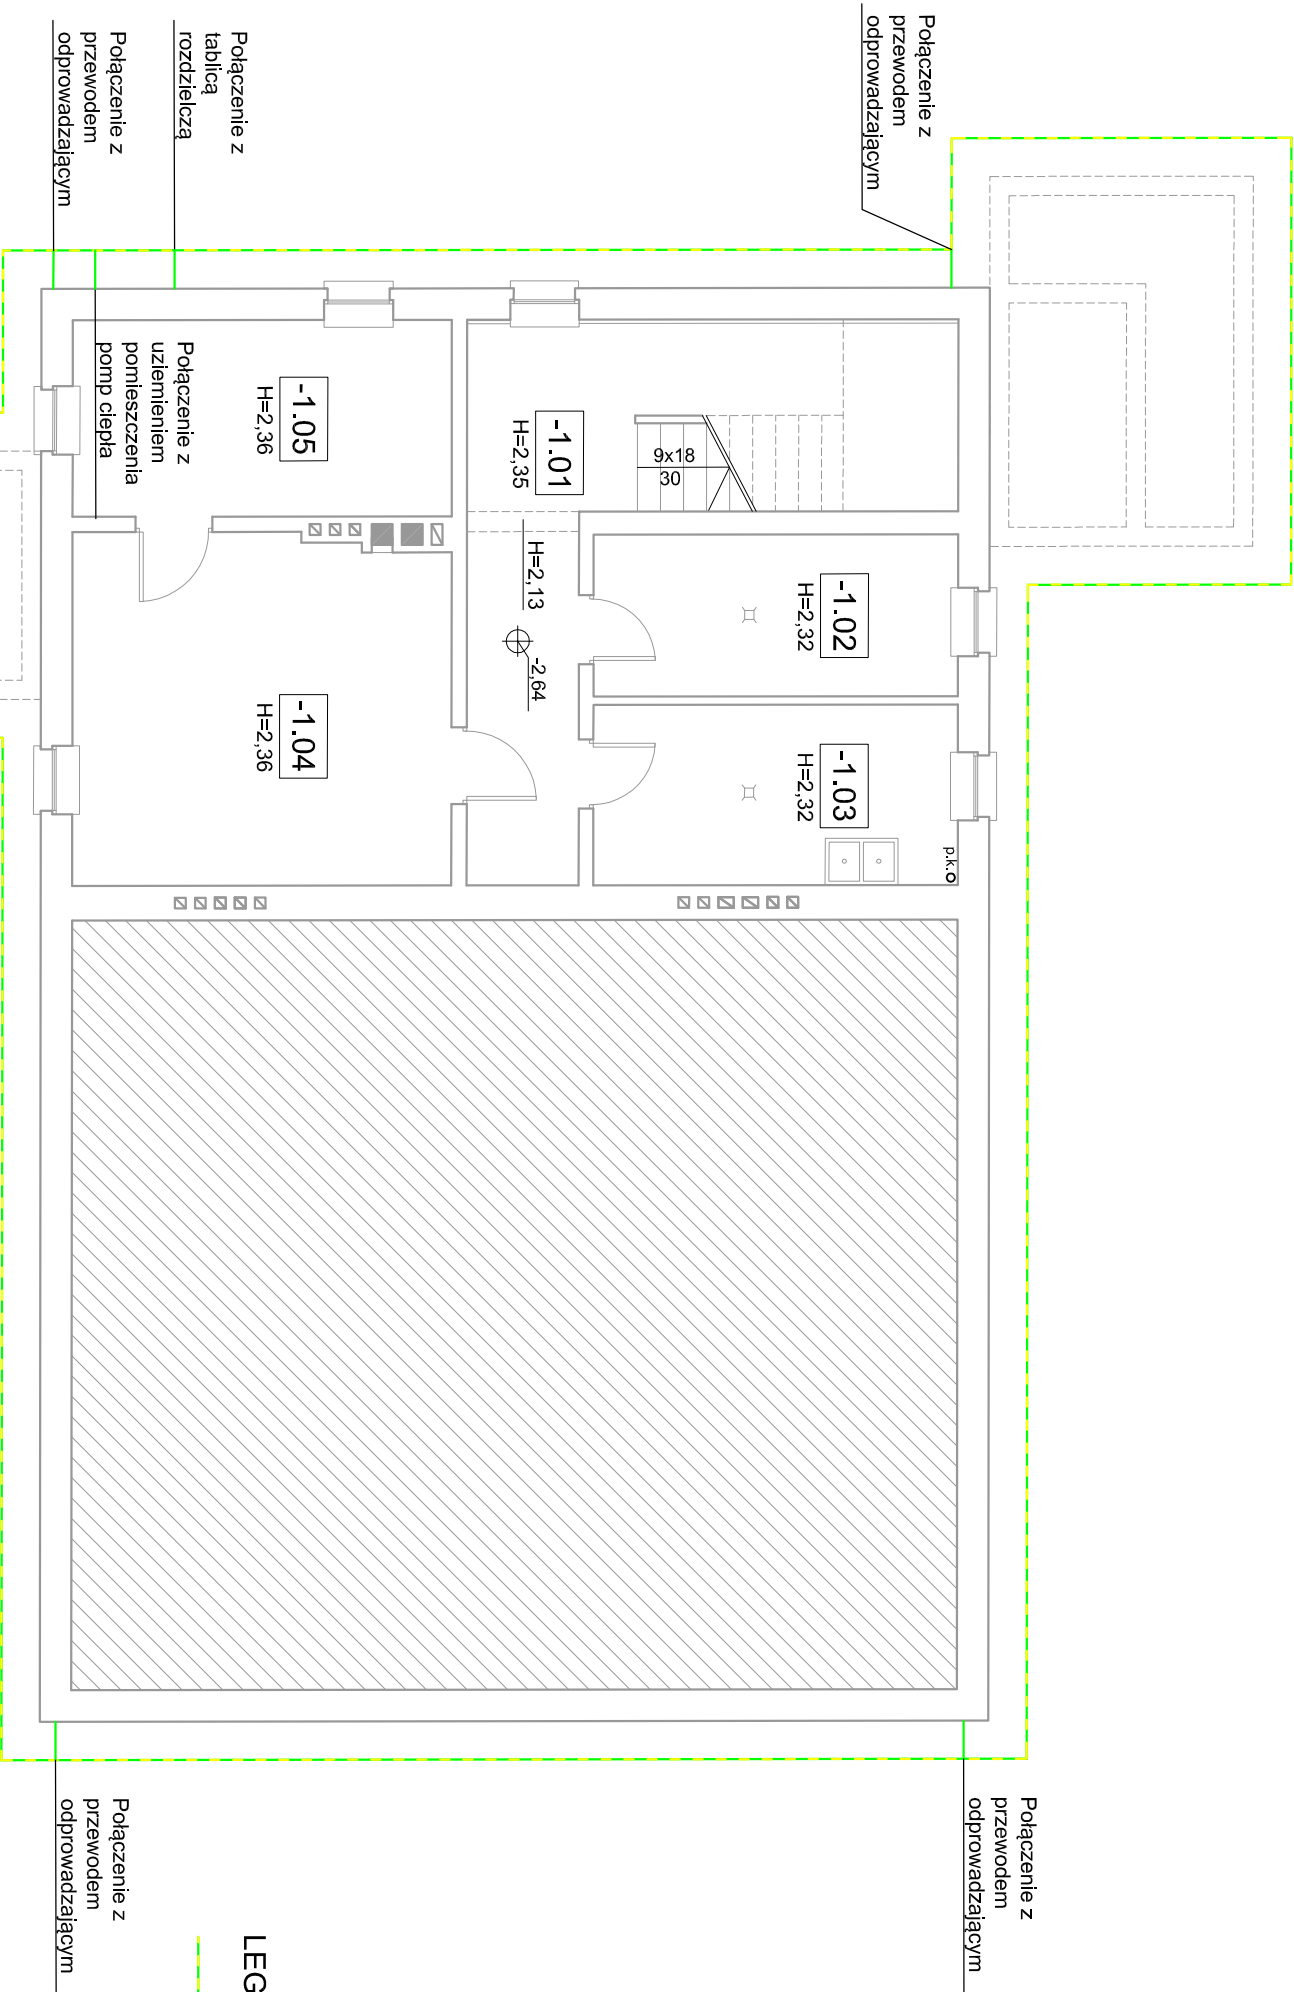 Połączenie z
przewodem
odprowadzającym
Połączenie z
tablicą
rozdzielczą
Połączenie z
przewodem
odprowadzającym
Połączenie z
uziemieniem
pomieszczenia
pomp ciepła
-1.05
H=2,36
-1.01
H=2,35
9x18
30
H=2,13
-2,64
-1.02
H=2,32
-1.03
H=2,32
p.k.
-1.04
H=2,36
Połączenie z
przewodem
odprowadzającym
Połączenie z
przewodem
odprowadzającym
LEG